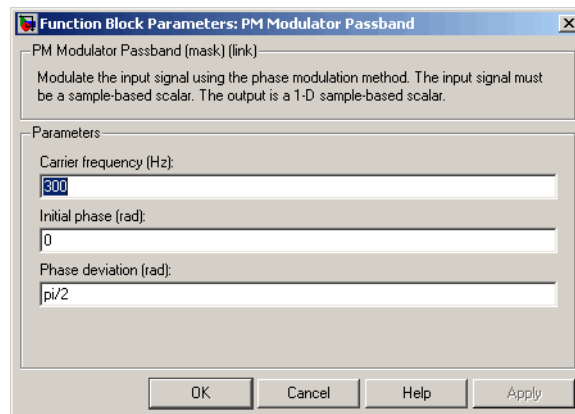 Function Block Parameters: PM Modulator Passband
PM Modulator Passband (mask) (link)
Modulate the input signal using the phase modulation method. The input signal must
be a sample-based scalar. The output is a 1-D sample-based scalar.
Parameters
Carrier frequency (Hz):
300
Initial phase (rad):
0
Phase deviation (rad):
pi/2
OK Cancel Help Apply